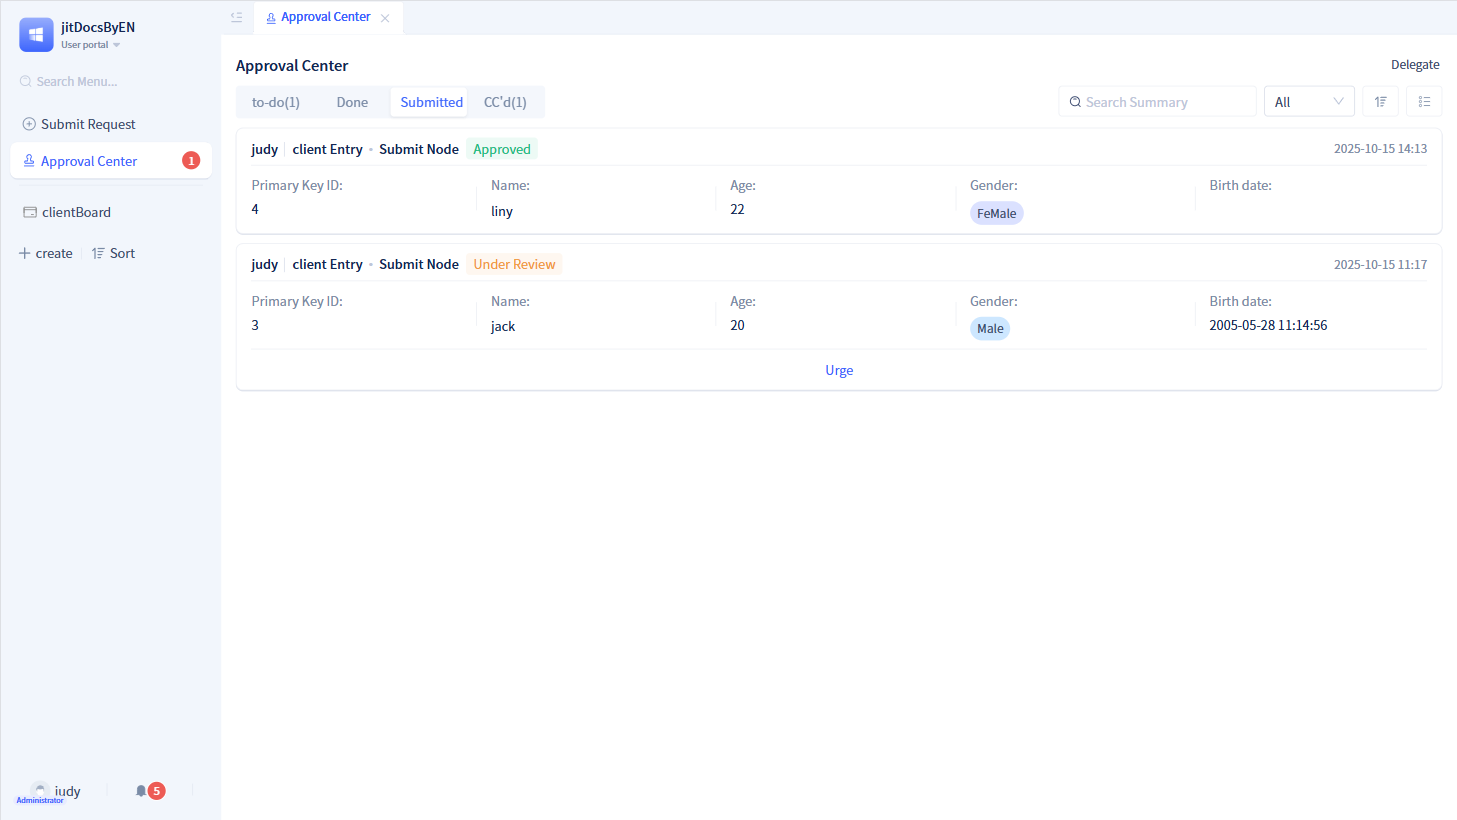 jitDocsByEN
User portal
Search Menu...
Submit Request
Approval Center 1
clientBoard
create Sort
judy 5
Administrator
Approval Center
Approval Center
Delegate
to-do(1) Done Submitted CC'd(1) Search Summary All
judy client Entry • Submit Node Approved 2025-10-15 14:13
Primary Key ID: Name: Age: Gender: Birth date:
4 liny 22 FeMale
judy client Entry • Submit Node Under Review 2025-10-15 11:17
Primary Key ID: Name: Age: Gender: Birth date:
3 jack 20 Male 2005-05-28 11:14:56
Urge